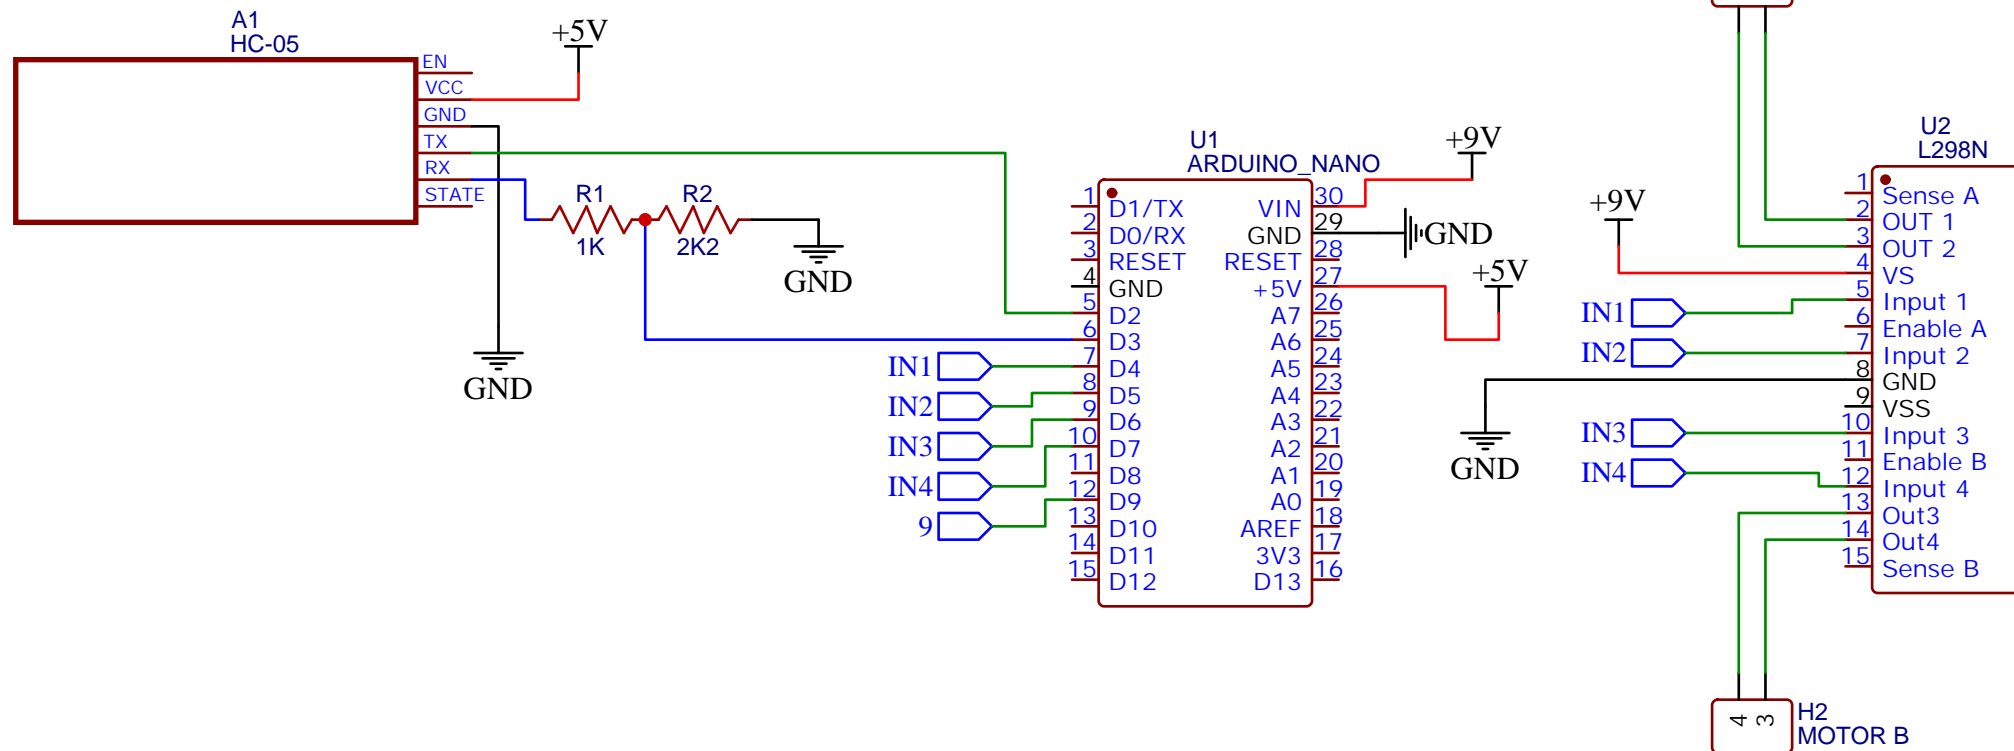 A1
HC-05
EN
VCC
GND
TX
RX
STATE
+5V
GND
R1
1K
R2
2K2
GND
U1
ARDUINO_NANO
1 D1/TX
2 D0/RX
3 RESET
4 GND
5 D2
6 D3
7 D4
8 D5
9 D6
10 D7
11 D8
12 D9
13 D10
14 D11
15 D12
VIN 30
GND 29
RESET 28
+5V 27
A7 26
A6 25
A5 24
A4 23
A3 22
A2 21
A1 20
A0 19
AREF 18
3V3 17
D13 16
IN1
IN2
IN3
IN4
9
+9V
GND
+5V
U2
L298N
1 Sense A
2 OUT 1
3 OUT 2
4 VS
5 Input 1
6 Enable A
7 Input 2
8 GND
9 VSS
10 Input 3
11 Enable B
12 Input 4
13 Out3
14 Out4
15 Sense B
+9V
IN1
IN2
GND
IN3
IN4
4 3
H2
MOTOR B